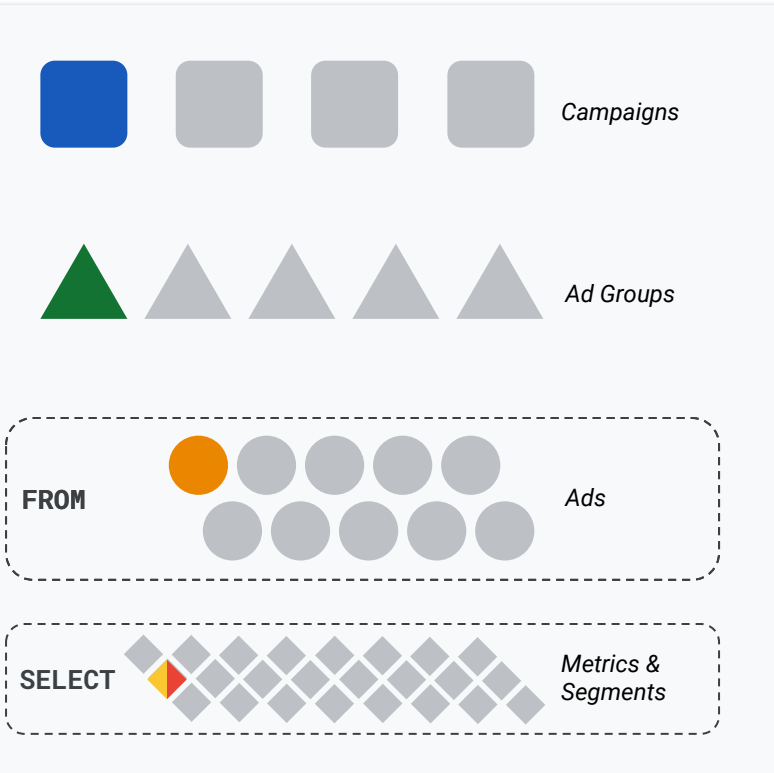 Campaigns
Ad Groups
FROM
Ads
SELECT
Metrics &
Segments